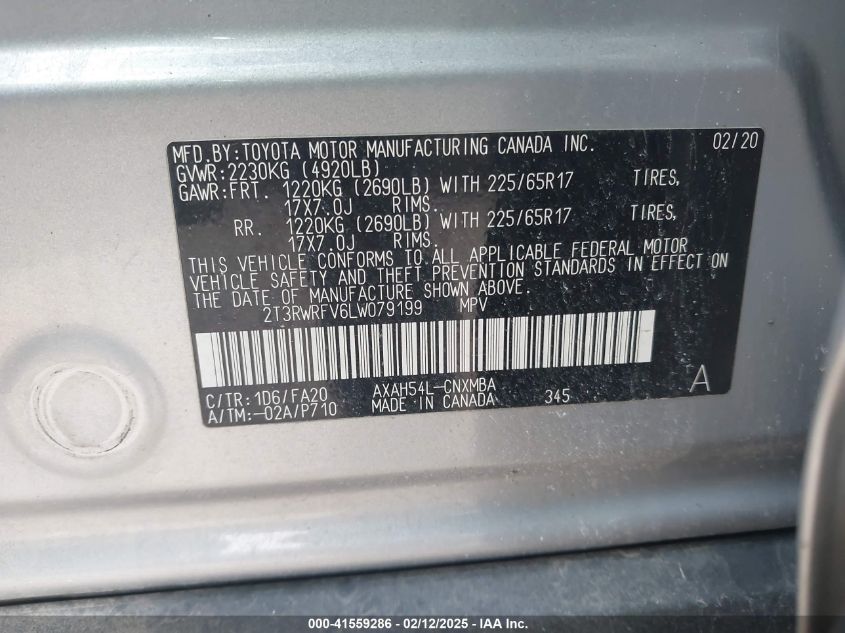 MFD.BY:TOYOTA MOTOR MANUFACTURING CANADA INC. 02/20
GVWR:2230KG (4920LB)
GAWR:FRT. 1220KG (2690LB) WITH 225/65R17 TIRES,
17X7.0J RIMS.
RR. 1220KG (2690LB) WITH 225/65R17 TIRES,
17X7.0J RIMS.
THIS VEHICLE CONFORMS TO ALL APPLICABLE FEDERAL MOTOR
VEHICLE SAFETY AND THEFT PREVENTION STANDARDS IN EFFECT ON
THE DATE OF MANUFACTURE SHOWN ABOVE.
2T3RWRFV6LW079199 MPV
C/TR:1D6/FA20 AXAH54L-CNXMBA A
A/TM:-02A/P710 MADE IN CANADA 345
000-41559286 - 02/12/2025 - IAA Inc.